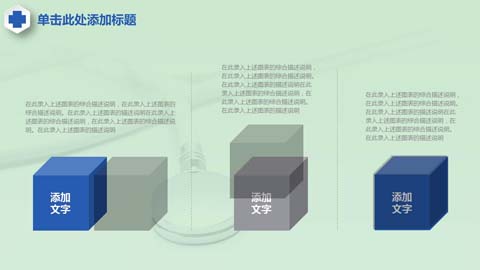 单击此处添加标题
在此录入上述图表的综合描述说明，在此录入上述图表的
综合描述说明。在此录入上述图表的描述说明在此录入上
述图表的综合描述说明，在此录入上述图表的综合描述说
明。在此录入上述图表的描述说明
添加
文字
在此录入上述图表的综合描述说明，
在此录入上述图表的综合描述说明。
在此录入上述图表的描述说明在此
录入上述图表的综合描述说明，在
此录入上述图表的综合描述说明。
在此录入上述图表的描述说明
添加
文字
在此录入上述图表的综合描述说明，
在此录入上述图表的综合描述说明。
在此录入上述图表的描述说明在此
录入上述图表的综合描述说明，在
此录入上述图表的综合描述说明。
在此录入上述图表的描述说明
添加
文字